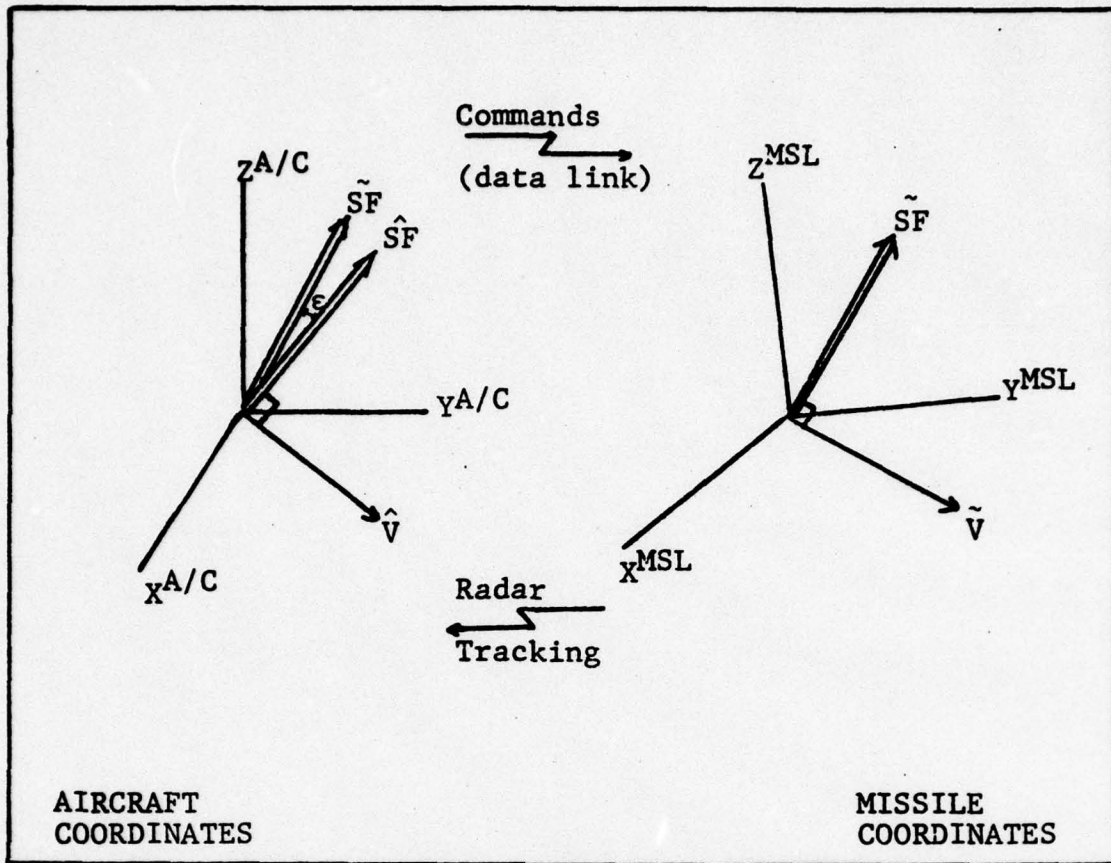 Commands
(data link)
Z^A/C
S̃F
ŜF
ε
Y^A/C
V̂
X^A/C
Z^MSL
S̃F
Y^MSL
Ṽ
X^MSL
Radar
Tracking
AIRCRAFT
COORDINATES
MISSILE
COORDINATES